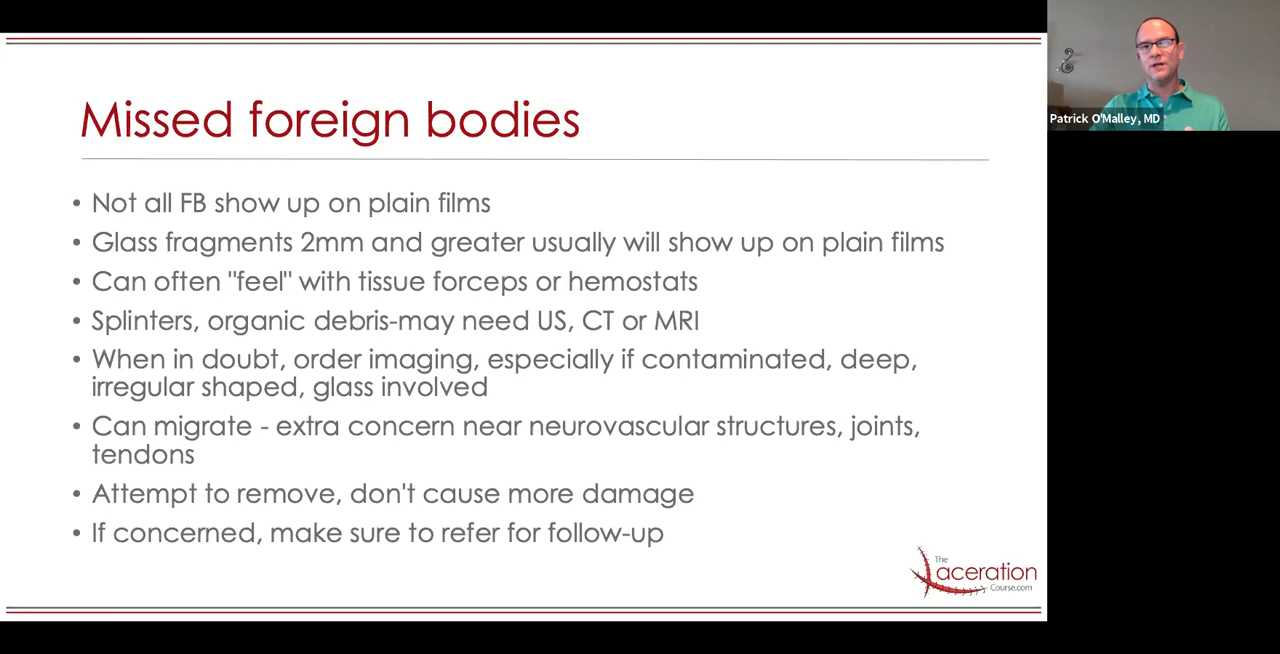 Missed foreign bodies
• Not all FB show up on plain films
• Glass fragments 2mm and greater usually will show up on plain films
• Can often "feel" with tissue forceps or hemostats
• Splinters, organic debris-may need US, CT or MRI
• When in doubt, order imaging, especially if contaminated, deep,
irregular shaped, glass involved
• Can migrate - extra concern near neurovascular structures, joints,
tendons
• Attempt to remove, don't cause more damage
• If concerned, make sure to refer for follow-up
The
Laceration
Course.com
Patrick O'Malley, MD